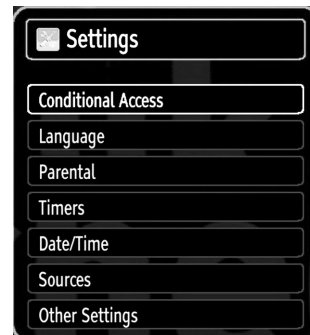 Settings
Conditional Access
Language
Parental
Timers
Date/Time
Sources
Other Settings